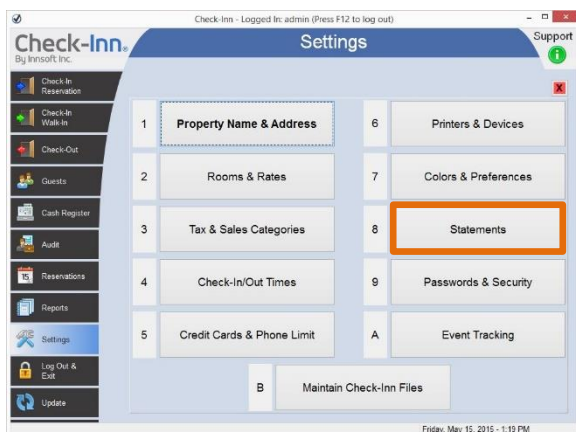 Check-Inn - Logged In: admin (Press F12 to log out)
Check-Inn®
By Innsoft Inc.
Settings
Support
i
X
Check-In
Reservation
Check-In
Walk-In
Check-Out
Guests
Cash Register
Audit
15
Reservations
Reports
Settings
Log Out &
Exit
Update
1 Property Name & Address
6 Printers & Devices
2 Rooms & Rates
7 Colors & Preferences
3 Tax & Sales Categories
8 Statements
4 Check-In/Out Times
9 Passwords & Security
5 Credit Cards & Phone Limit
A Event Tracking
B Maintain Check-Inn Files
Friday, May 15, 2015 - 1:19 PM